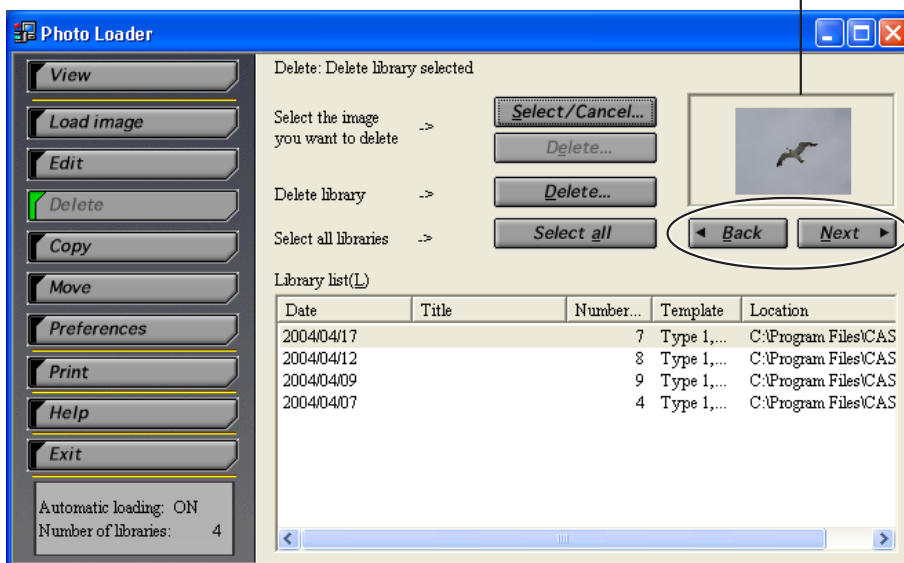 Photo Loader
View
Load image
Edit
Delete
Copy
Move
Preferences
Print
Help
Exit
Automatic loading: ON
Number of libraries: 4
Delete: Delete library selected
Select the image
you want to delete
->
Select/Cancel...
Delete...
Delete library -> Delete...
Select all libraries -> Select all
Back Next
Library list(L)
Date Title Number... Template Location
2004/04/17 7 Type 1,... C:\Program Files\CAS
2004/04/12 8 Type 1,... C:\Program Files\CAS
2004/04/09 9 Type 1,... C:\Program Files\CAS
2004/04/07 4 Type 1,... C:\Program Files\CAS